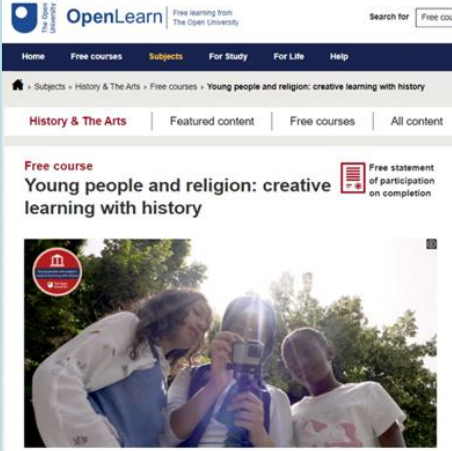 The Open
University
OpenLearn
Free learning from
The Open University
Search for
Free cou
Home Free courses Subjects For Study For Life Help
› Subjects › History & The Arts › Free courses › Young people and religion: creative learning with history
History & The Arts Featured content Free courses All content
Free course
Young people and religion: creative
learning with history
Free statement
of participation
on completion